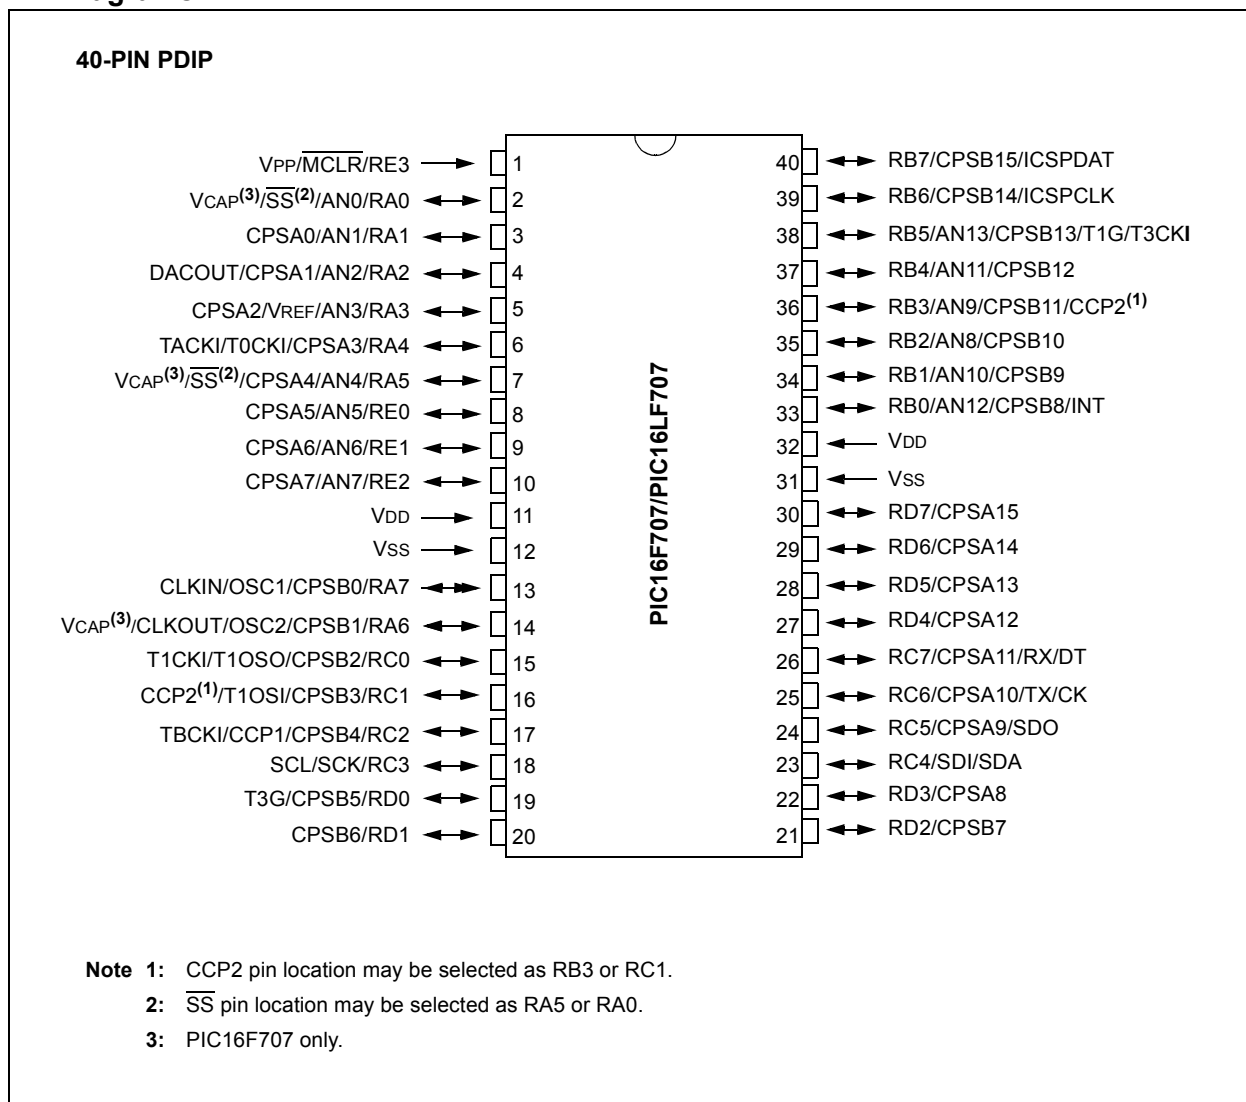 40-PIN PDIP
VPP/MCLR/RE3 1
VCAP(3)/SS(2)/AN0/RA0 2
CPSA0/AN1/RA1 3
DACOUT/CPSA1/AN2/RA2 4
CPSA2/VREF/AN3/RA3 5
TACKI/T0CKI/CPSA3/RA4 6
VCAP(3)/SS(2)/CPSA4/AN4/RA5 7
CPSA5/AN5/RE0 8
CPSA6/AN6/RE1 9
CPSA7/AN7/RE2 10
VDD 11
VSS 12
CLKIN/OSC1/CPSB0/RA7 13
VCAP(3)/CLKOUT/OSC2/CPSB1/RA6 14
T1CKI/T1OSO/CPSB2/RC0 15
CCP2(1)/T1OSI/CPSB3/RC1 16
TBCKI/CCP1/CPSB4/RC2 17
SCL/SCK/RC3 18
T3G/CPSB5/RD0 19
CPSB6/RD1 20
PIC16F707/PIC16LF707
40 RB7/CPSB15/ICSPDAT
39 RB6/CPSB14/ICSPCLK
38 RB5/AN13/CPSB13/T1G/T3CKI
37 RB4/AN11/CPSB12
36 RB3/AN9/CPSB11/CCP2(1)
35 RB2/AN8/CPSB10
34 RB1/AN10/CPSB9
33 RB0/AN12/CPSB8/INT
32 VDD
31 VSS
30 RD7/CPSA15
29 RD6/CPSA14
28 RD5/CPSA13
27 RD4/CPSA12
26 RC7/CPSA11/RX/DT
25 RC6/CPSA10/TX/CK
24 RC5/CPSA9/SDO
23 RC4/SDI/SDA
22 RD3/CPSA8
21 RD2/CPSB7
Note 1: CCP2 pin location may be selected as RB3 or RC1.
2: SS pin location may be selected as RA5 or RA0.
3: PIC16F707 only.